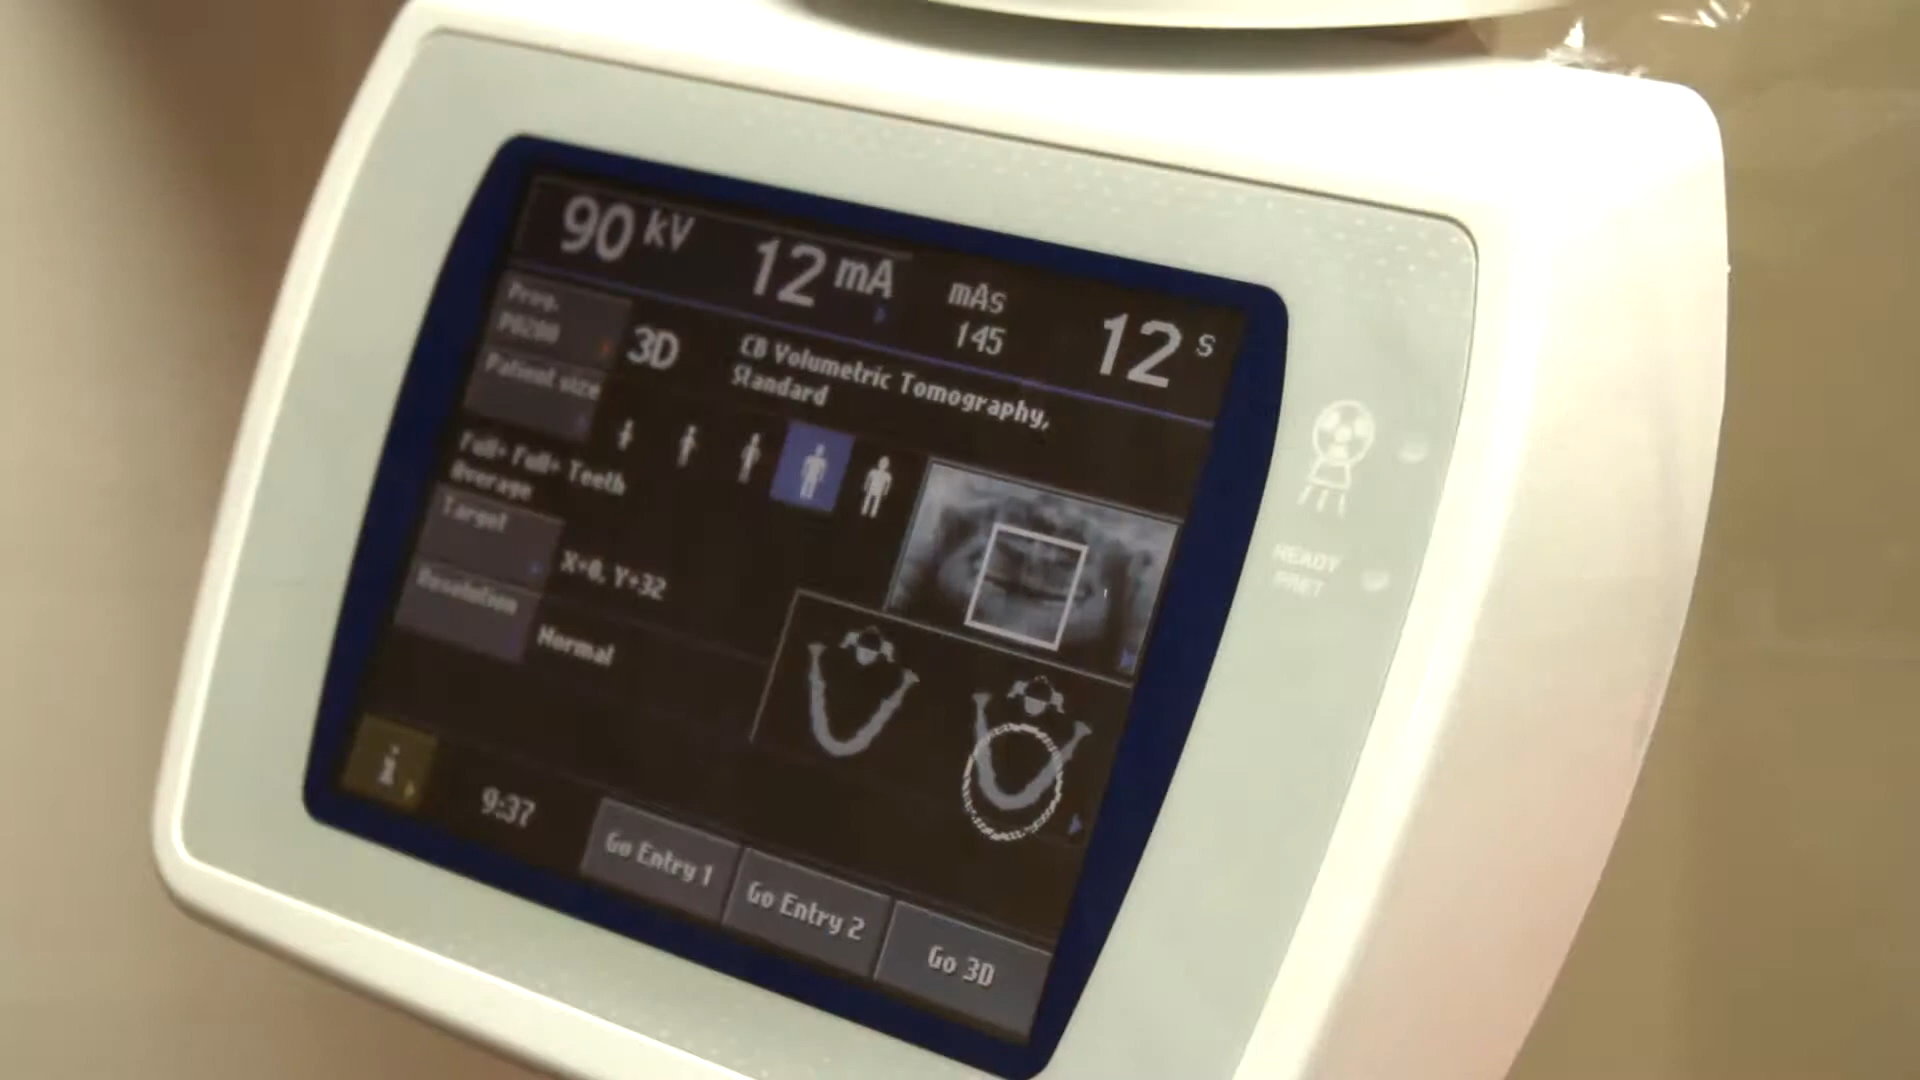 90 kV
12 mA
mAs
145
12 s
Prog.
P0200
3D
CB Volumetric Tomography,
Standard
Patient size
Full+ Full+ Teeth
Average
Target
X+0, Y+32
Resolution
Normal
READY
i
9:37
Go Entry 1
Go Entry 2
Go 3D